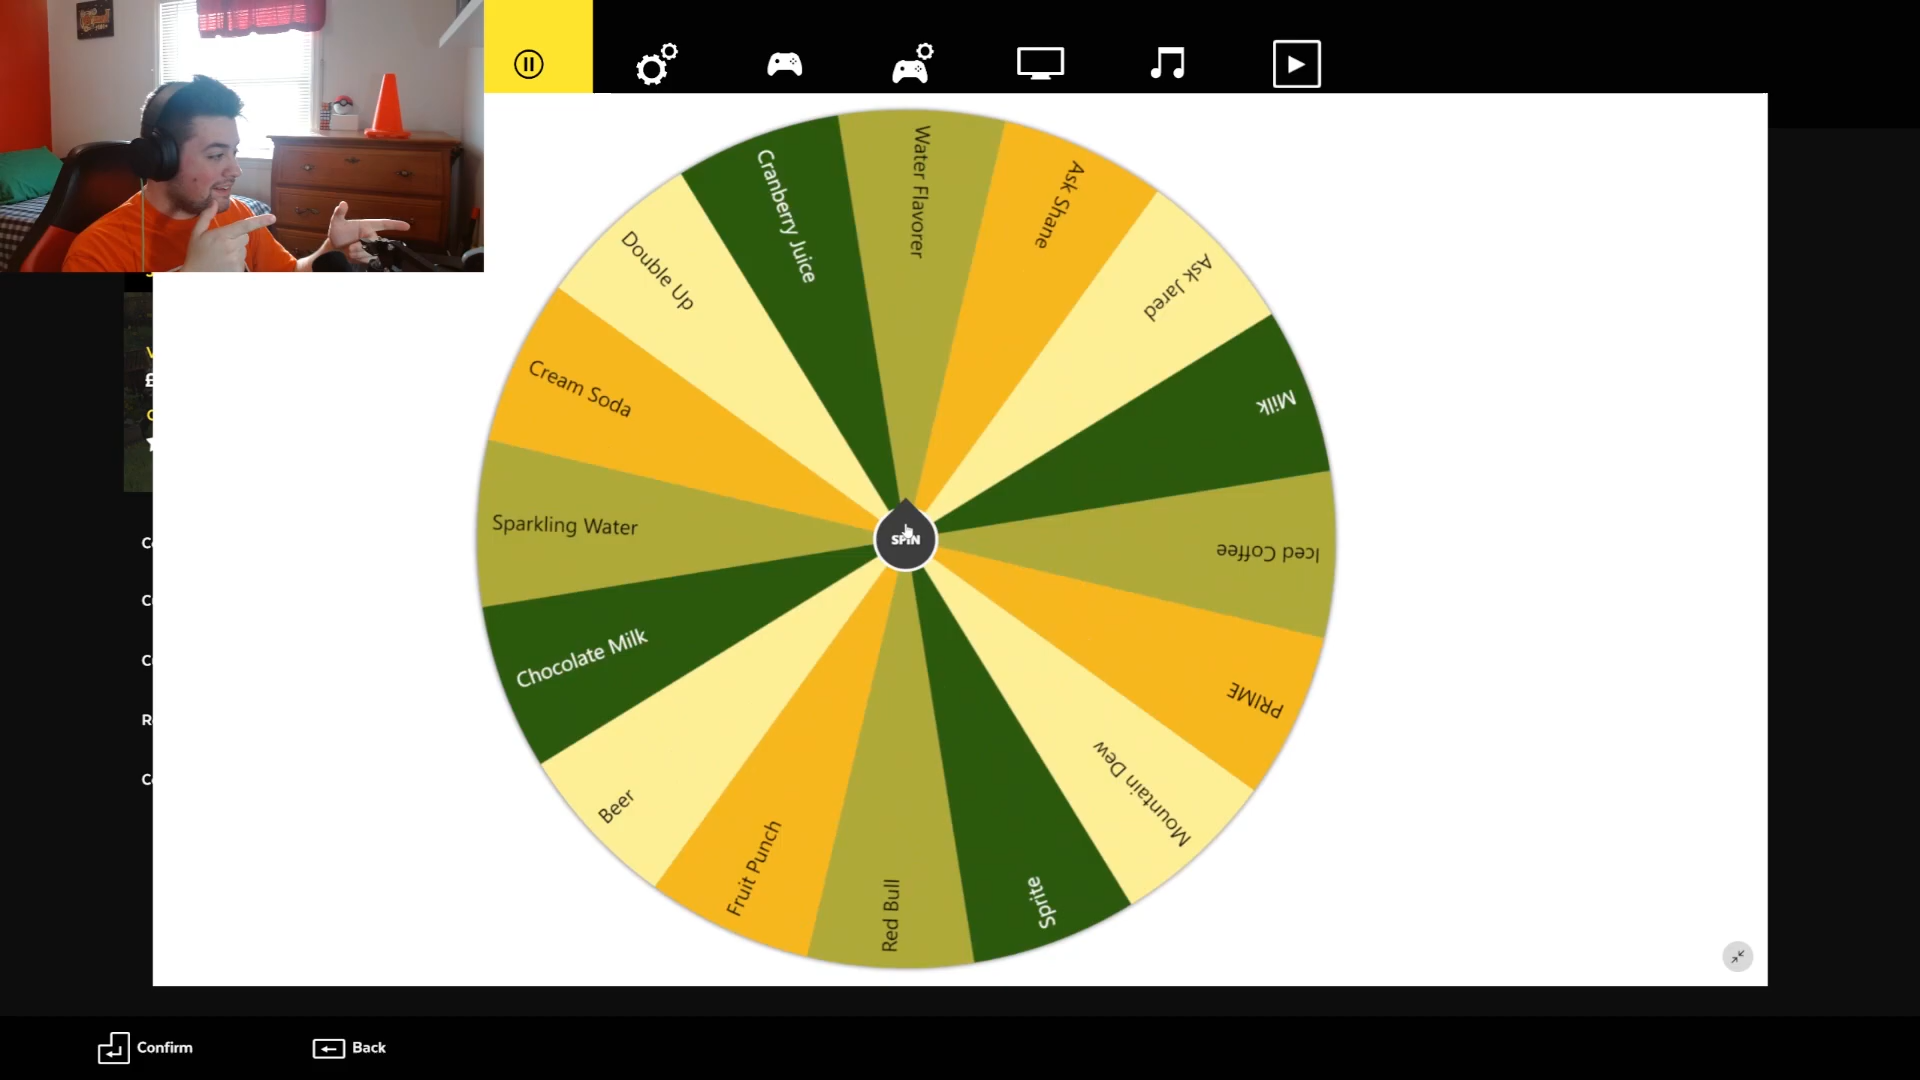 Water Flavorer
Ask Shane
Ask Jared
Milk
Iced Coffee
PRIME
Mountain Dew
Sprite
Red Bull
Fruit Punch
Beer
Chocolate Milk
Sparkling Water
Cream Soda
Double Up
Cranberry Juice
SPIN
Confirm
Back